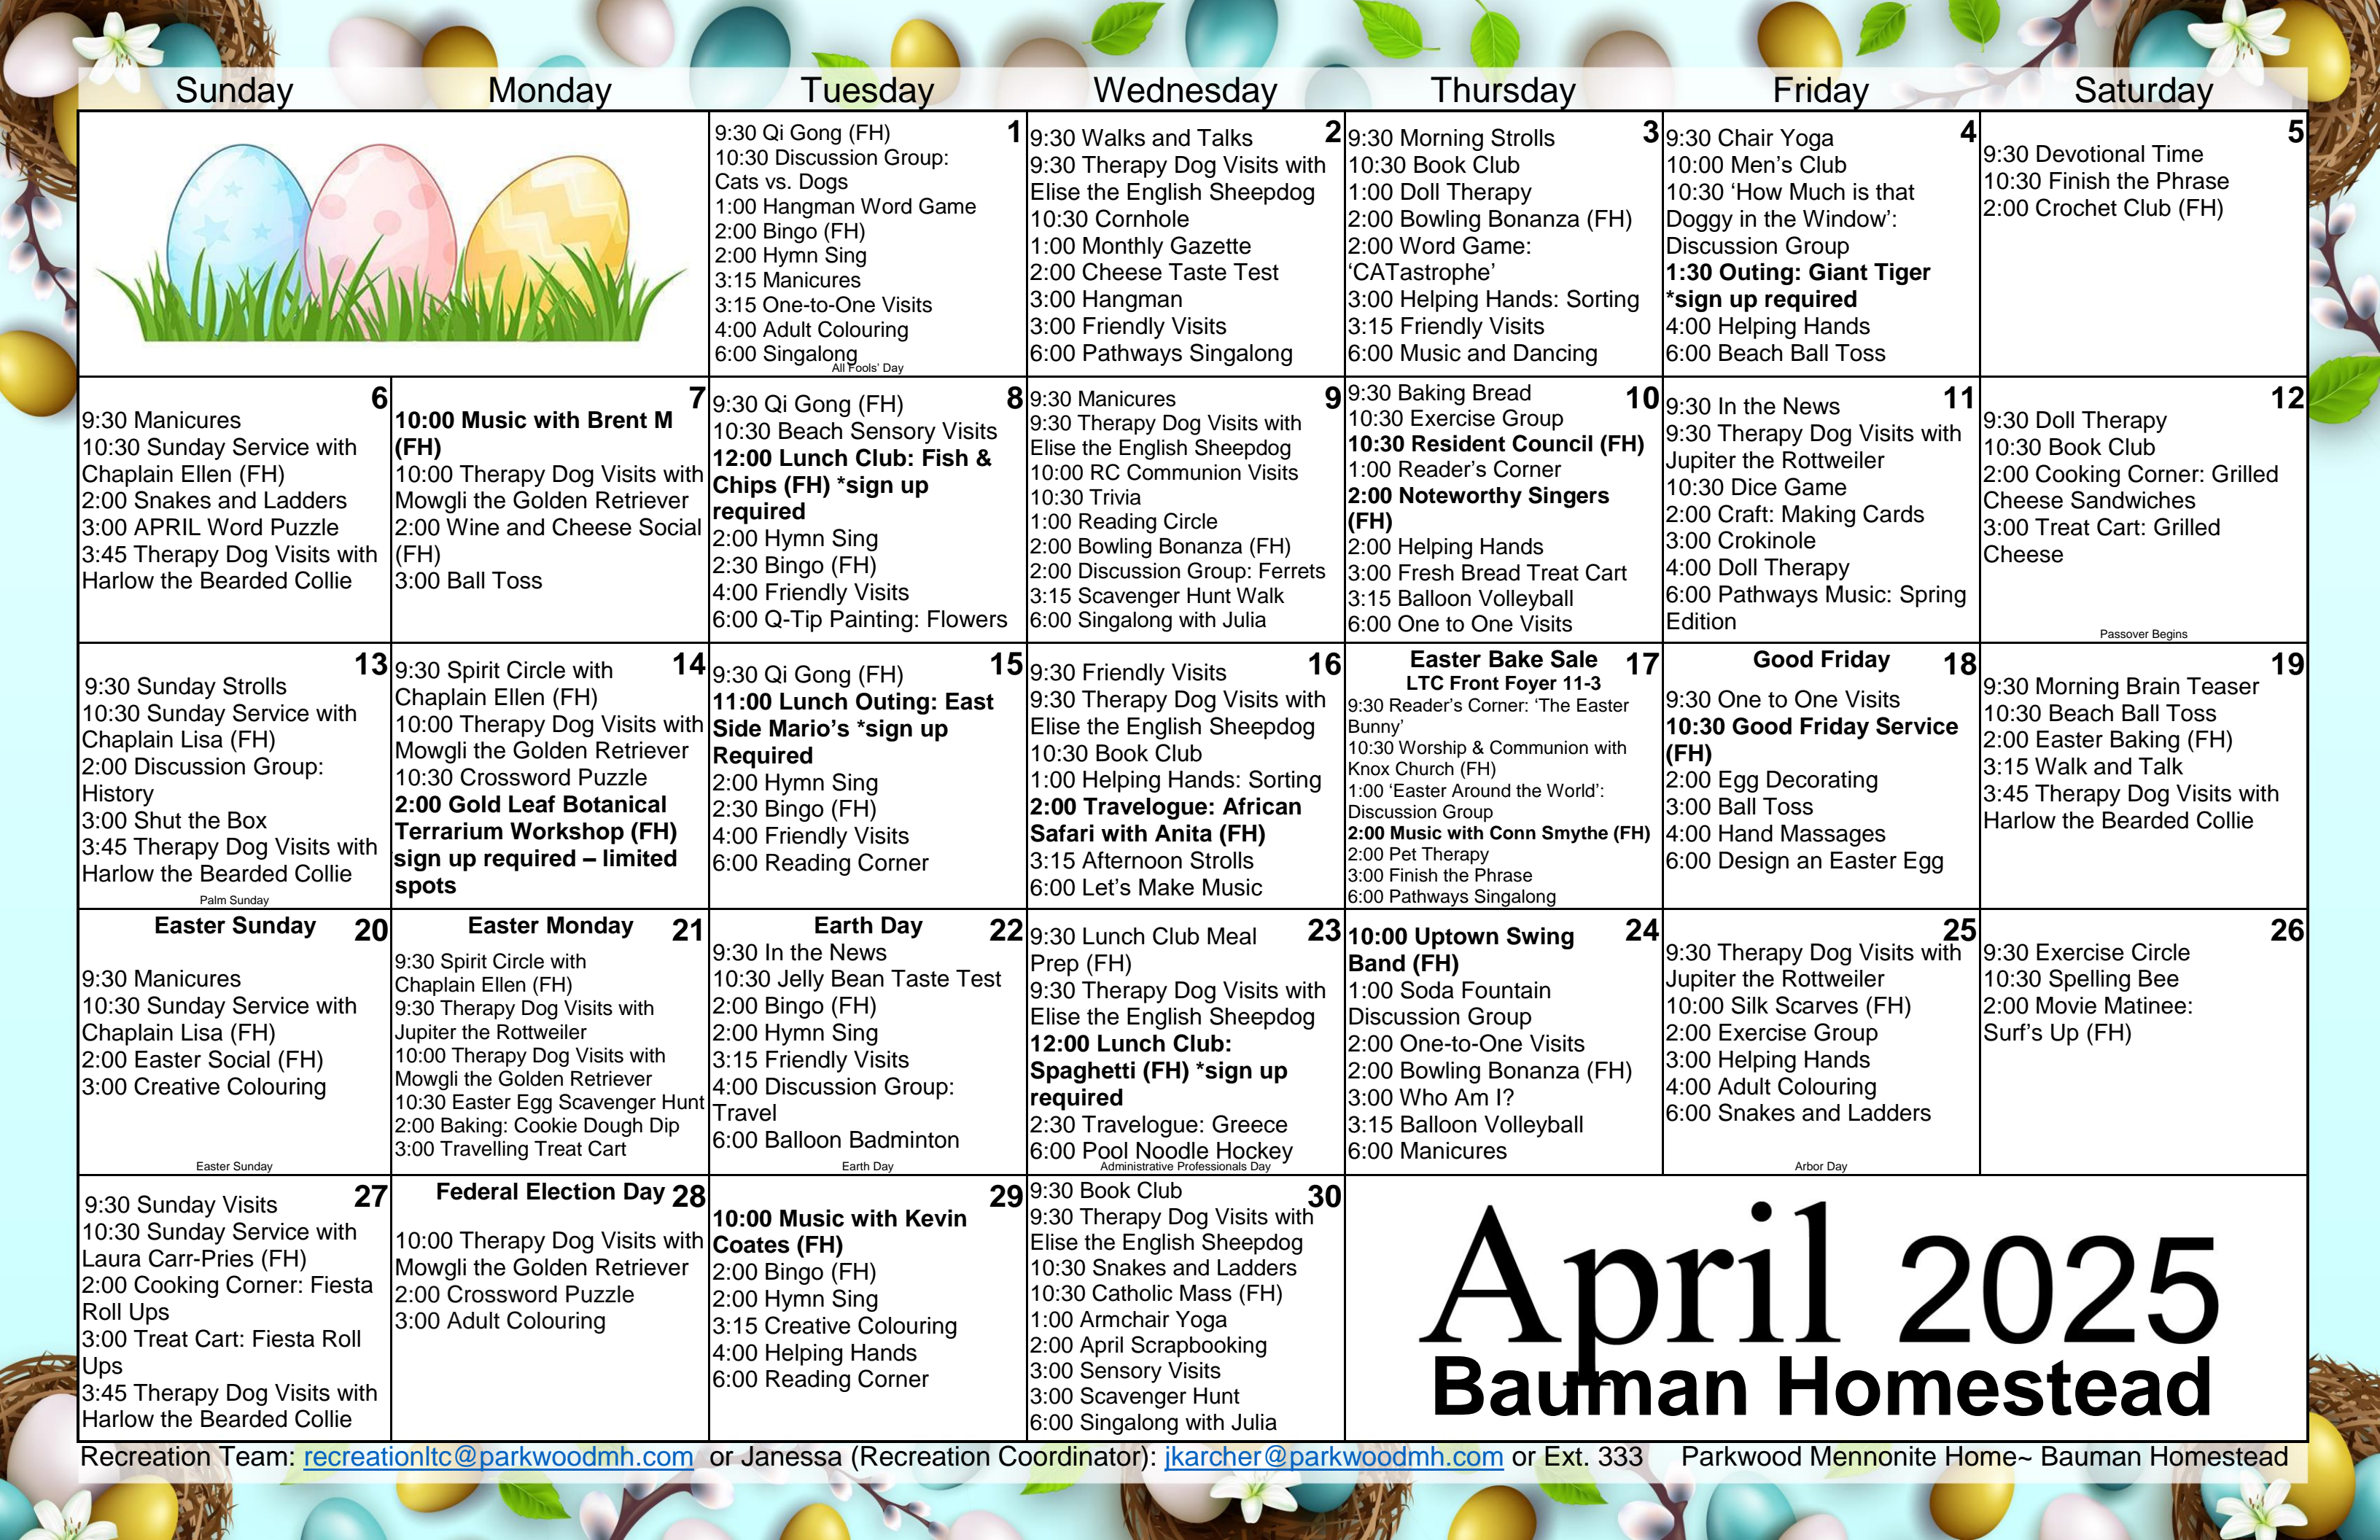 Sunday
Monday
Tuesday
Wednesday
Thursday
Friday
Saturday
1
9:30 Qi Gong (FH)
10:30 Discussion Group:
Cats vs. Dogs
1:00 Hangman Word Game
2:00 Bingo (FH)
2:00 Hymn Sing
3:15 Manicures
3:15 One-to-One Visits
4:00 Adult Colouring
6:00 Singalong
All Fools' Day
2
9:30 Walks and Talks
9:30 Therapy Dog Visits with
Elise the English Sheepdog
10:30 Cornhole
1:00 Monthly Gazette
2:00 Cheese Taste Test
3:00 Hangman
3:00 Friendly Visits
6:00 Pathways Singalong
3
9:30 Morning Strolls
10:30 Book Club
1:00 Doll Therapy
2:00 Bowling Bonanza (FH)
2:00 Word Game:
‘CATastrophe’
3:00 Helping Hands: Sorting
3:15 Friendly Visits
6:00 Music and Dancing
4
9:30 Chair Yoga
10:00 Men’s Club
10:30 ‘How Much is that
Doggy in the Window’:
Discussion Group
1:30 Outing: Giant Tiger
*sign up required
4:00 Helping Hands
6:00 Beach Ball Toss
5
9:30 Devotional Time
10:30 Finish the Phrase
2:00 Crochet Club (FH)
6
9:30 Manicures
10:30 Sunday Service with
Chaplain Ellen (FH)
2:00 Snakes and Ladders
3:00 APRIL Word Puzzle
3:45 Therapy Dog Visits with
Harlow the Bearded Collie
7
10:00 Music with Brent M
(FH)
10:00 Therapy Dog Visits with
Mowgli the Golden Retriever
2:00 Wine and Cheese Social
(FH)
3:00 Ball Toss
8
9:30 Qi Gong (FH)
10:30 Beach Sensory Visits
12:00 Lunch Club: Fish &
Chips (FH) *sign up
required
2:00 Hymn Sing
2:30 Bingo (FH)
4:00 Friendly Visits
6:00 Q-Tip Painting: Flowers
9
9:30 Manicures
9:30 Therapy Dog Visits with
Elise the English Sheepdog
10:00 RC Communion Visits
10:30 Trivia
1:00 Reading Circle
2:00 Bowling Bonanza (FH)
2:00 Discussion Group: Ferrets
3:15 Scavenger Hunt Walk
6:00 Singalong with Julia
10
9:30 Baking Bread
10:30 Exercise Group
10:30 Resident Council (FH)
1:00 Reader’s Corner
2:00 Noteworthy Singers
(FH)
2:00 Helping Hands
3:00 Fresh Bread Treat Cart
3:15 Balloon Volleyball
6:00 One to One Visits
11
9:30 In the News
9:30 Therapy Dog Visits with
Jupiter the Rottweiler
10:30 Dice Game
2:00 Craft: Making Cards
3:00 Crokinole
4:00 Doll Therapy
6:00 Pathways Music: Spring
Edition
12
9:30 Doll Therapy
10:30 Book Club
2:00 Cooking Corner: Grilled
Cheese Sandwiches
3:00 Treat Cart: Grilled
Cheese
Passover Begins
13
9:30 Sunday Strolls
10:30 Sunday Service with
Chaplain Lisa (FH)
2:00 Discussion Group:
History
3:00 Shut the Box
3:45 Therapy Dog Visits with
Harlow the Bearded Collie
Palm Sunday
14
9:30 Spirit Circle with
Chaplain Ellen (FH)
10:00 Therapy Dog Visits with
Mowgli the Golden Retriever
10:30 Crossword Puzzle
2:00 Gold Leaf Botanical
Terrarium Workshop (FH)
sign up required – limited
spots
15
9:30 Qi Gong (FH)
11:00 Lunch Outing: East
Side Mario’s *sign up
Required
2:00 Hymn Sing
2:30 Bingo (FH)
4:00 Friendly Visits
6:00 Reading Corner
16
9:30 Friendly Visits
9:30 Therapy Dog Visits with
Elise the English Sheepdog
10:30 Book Club
1:00 Helping Hands: Sorting
2:00 Travelogue: African
Safari with Anita (FH)
3:15 Afternoon Strolls
6:00 Let’s Make Music
17
Easter Bake Sale
LTC Front Foyer 11-3
9:30 Reader’s Corner: ‘The Easter
Bunny’
10:30 Worship & Communion with
Knox Church (FH)
1:00 ‘Easter Around the World’:
Discussion Group
2:00 Music with Conn Smythe (FH)
2:00 Pet Therapy
3:00 Finish the Phrase
6:00 Pathways Singalong
18
Good Friday
9:30 One to One Visits
10:30 Good Friday Service
(FH)
2:00 Egg Decorating
3:00 Ball Toss
4:00 Hand Massages
6:00 Design an Easter Egg
19
9:30 Morning Brain Teaser
10:30 Beach Ball Toss
2:00 Easter Baking (FH)
3:15 Walk and Talk
3:45 Therapy Dog Visits with
Harlow the Bearded Collie
20
Easter Sunday
9:30 Manicures
10:30 Sunday Service with
Chaplain Lisa (FH)
2:00 Easter Social (FH)
3:00 Creative Colouring
Easter Sunday
21
Easter Monday
9:30 Spirit Circle with
Chaplain Ellen (FH)
9:30 Therapy Dog Visits with
Jupiter the Rottweiler
10:00 Therapy Dog Visits with
Mowgli the Golden Retriever
10:30 Easter Egg Scavenger Hunt
2:00 Baking: Cookie Dough Dip
3:00 Travelling Treat Cart
22
Earth Day
9:30 In the News
10:30 Jelly Bean Taste Test
2:00 Bingo (FH)
2:00 Hymn Sing
3:15 Friendly Visits
4:00 Discussion Group:
Travel
6:00 Balloon Badminton
Earth Day
23
9:30 Lunch Club Meal
Prep (FH)
9:30 Therapy Dog Visits with
Elise the English Sheepdog
12:00 Lunch Club:
Spaghetti (FH) *sign up
required
2:30 Travelogue: Greece
6:00 Pool Noodle Hockey
Administrative Professionals Day
24
10:00 Uptown Swing
Band (FH)
1:00 Soda Fountain
Discussion Group
2:00 One-to-One Visits
2:00 Bowling Bonanza (FH)
3:00 Who Am I?
3:15 Balloon Volleyball
6:00 Manicures
25
9:30 Therapy Dog Visits with
Jupiter the Rottweiler
10:00 Silk Scarves (FH)
2:00 Exercise Group
3:00 Helping Hands
4:00 Adult Colouring
6:00 Snakes and Ladders
Arbor Day
26
9:30 Exercise Circle
10:30 Spelling Bee
2:00 Movie Matinee:
Surf’s Up (FH)
27
9:30 Sunday Visits
10:30 Sunday Service with
Laura Carr-Pries (FH)
2:00 Cooking Corner: Fiesta
Roll Ups
3:00 Treat Cart: Fiesta Roll
Ups
3:45 Therapy Dog Visits with
Harlow the Bearded Collie
Federal Election Day 28
10:00 Therapy Dog Visits with
Mowgli the Golden Retriever
2:00 Crossword Puzzle
3:00 Adult Colouring
29
10:00 Music with Kevin
Coates (FH)
2:00 Bingo (FH)
2:00 Hymn Sing
3:15 Creative Colouring
4:00 Helping Hands
6:00 Reading Corner
30
9:30 Book Club
9:30 Therapy Dog Visits with
Elise the English Sheepdog
10:30 Snakes and Ladders
10:30 Catholic Mass (FH)
1:00 Armchair Yoga
2:00 April Scrapbooking
3:00 Sensory Visits
3:00 Scavenger Hunt
6:00 Singalong with Julia
April 2025
Bauman Homestead
Recreation Team: recreationltc@parkwoodmh.com or Janessa (Recreation Coordinator): jkarcher@parkwoodmh.com or Ext. 333 Parkwood Mennonite Home~ Bauman Homestead